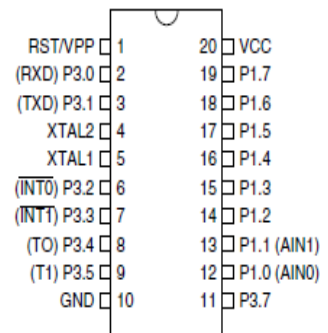 RST/VPP 1 20 VCC
(RXD) P3.0 2 19 P1.7
(TXD) P3.1 3 18 P1.6
XTAL2 4 17 P1.5
XTAL1 5 16 P1.4
(INT0) P3.2 6 15 P1.3
(INT1) P3.3 7 14 P1.2
(TO) P3.4 8 13 P1.1 (AIN1)
(T1) P3.5 9 12 P1.0 (AIN0)
GND 10 11 P3.7